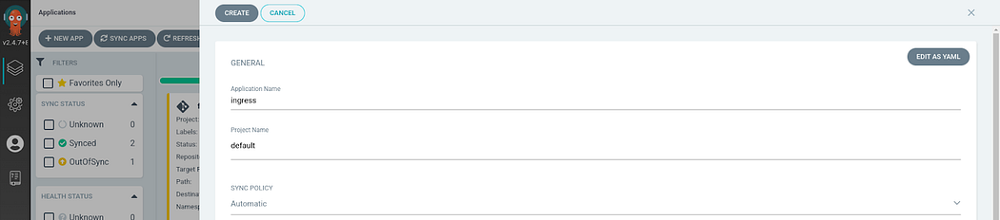 Applications
v2.4.7+
NEW APP
SYNC APPS
REFRESH
FILTERS
Favorites Only
SYNC STATUS
Unknown 0
Synced 2
OutOfSync 1
HEALTH STATUS
Unknown 0
Project:
Labels:
Status:
Reposit
Target R
Path:
Destina
Namesp
CREATE
CANCEL
GENERAL
EDIT AS YAML
Application Name
ingress
Project Name
default
SYNC POLICY
Automatic